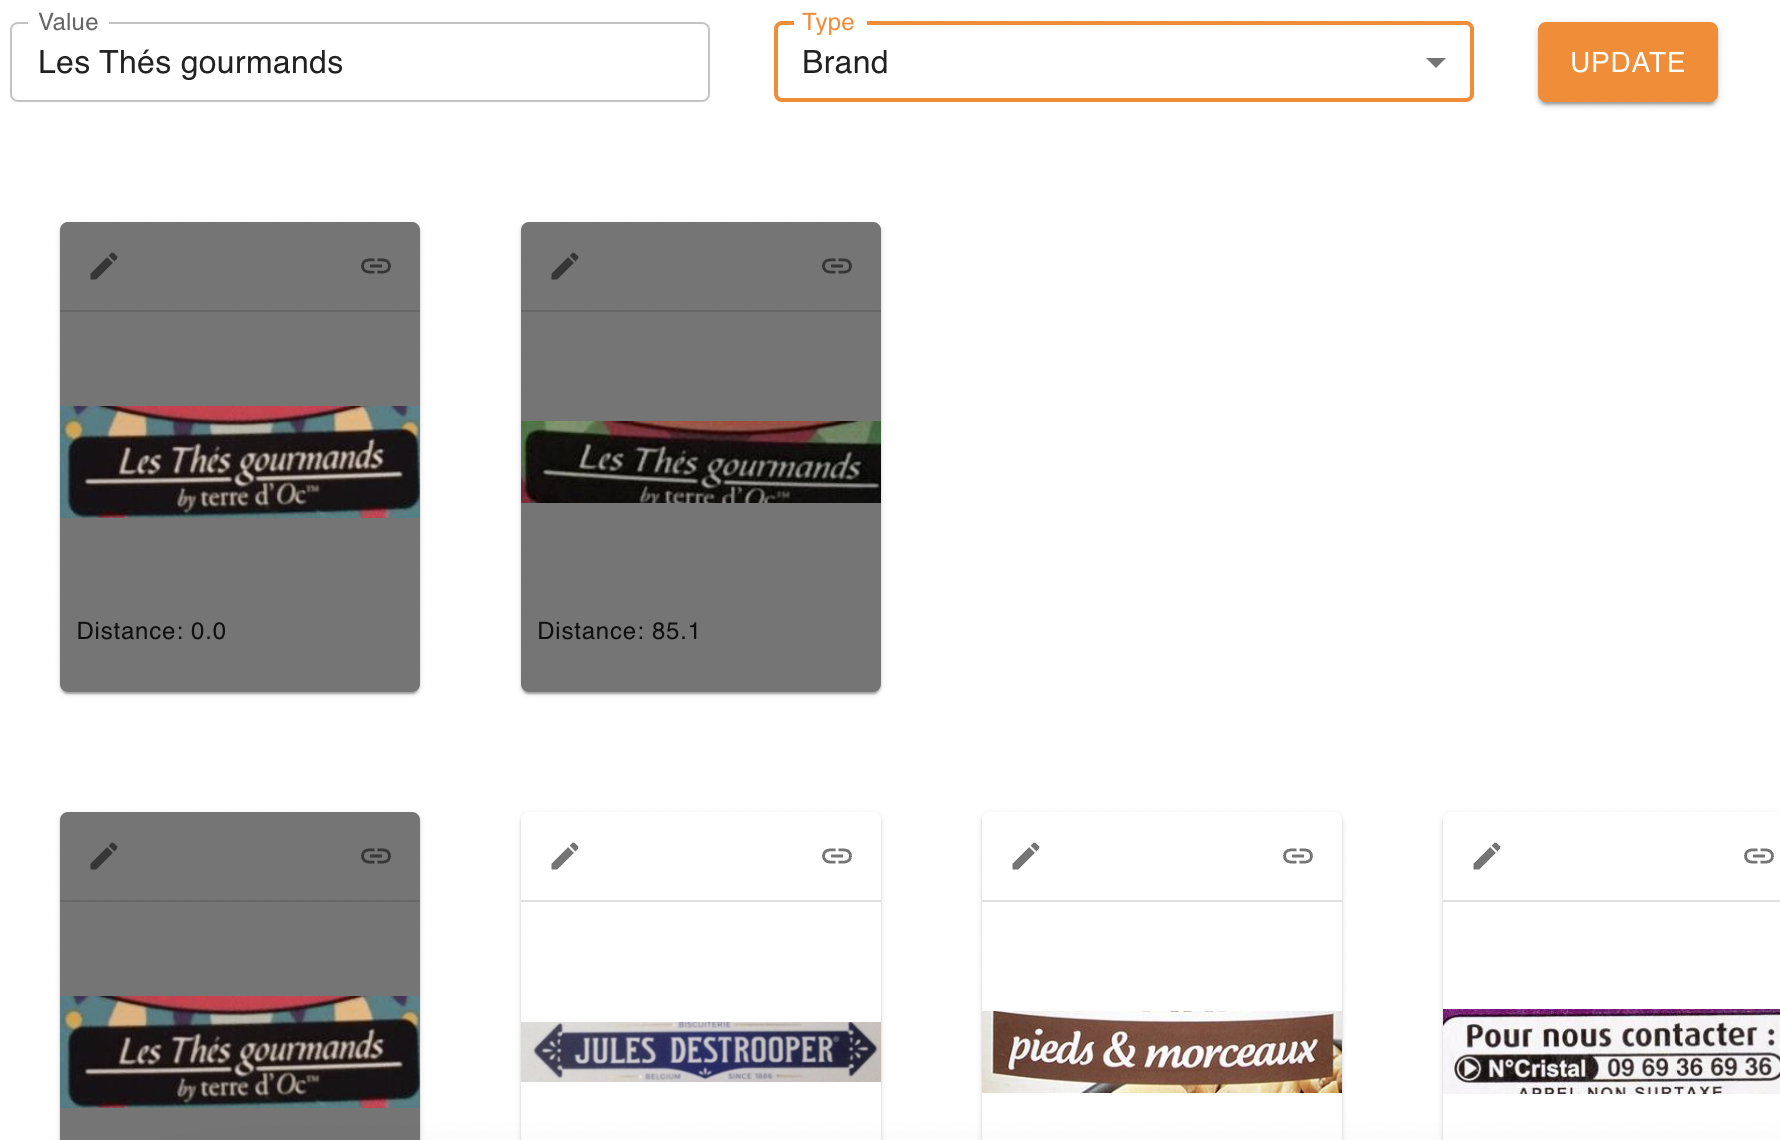 Value
Les Thés gourmands
Type
Brand
UPDATE
Les Thés gourmands
by terre d'Oc™
Distance: 0.0
Les Thés gourmands
by terre d'Oc™
Distance: 85.1
Les Thés gourmands
by terre d'Oc™
BISCUITERIE
JULES DESTROOPER®
BELGIUM SINCE 1886
pieds & morceaux
Pour nous contacter :
N°Cristal 09 69 36 69 36
APPEL NON SURTAXE